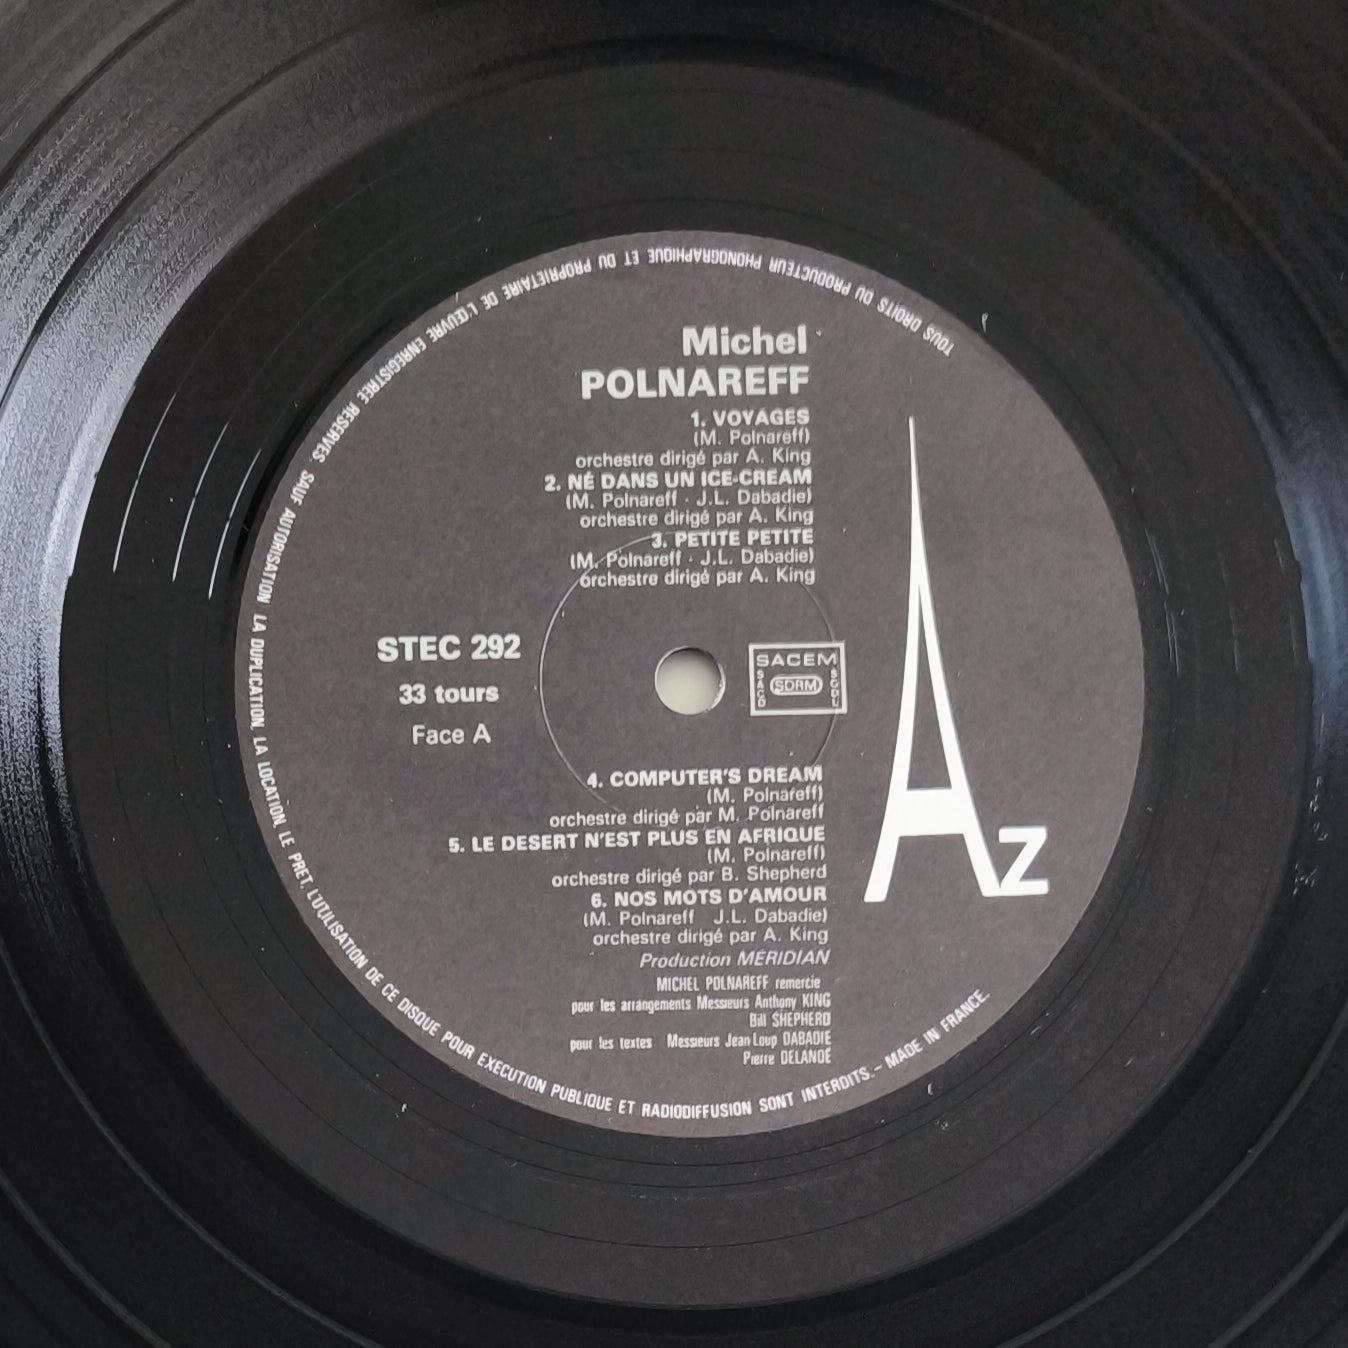 Michel
POLNAREFF
1. VOYAGES
(M. Polnareff)
orchestre dirigé par A. King
2. NÉ DANS UN ICE-CREAM
(M. Polnareff - J.L. Dabadie)
orchestre dirigé par A. King
3. PETITE PETITE
(M. Polnareff - J.L. Dabadie)
orchestre dirigé par A. King
STEC 292
33 tours
Face A
SACEM
SACD
SDRM
SGDL
4. COMPUTER'S DREAM
(M. Polnareff)
orchestre dirigé par M. Polnareff
5. LE DESERT N'EST PLUS EN AFRIQUE
(M. Polnareff)
orchestre dirigé par B. Shepherd
6. NOS MOTS D'AMOUR
(M. Polnareff J.L. Dabadie)
orchestre dirigé par A. King
Production MÉRIDIAN
MICHEL POLNAREFF remercie
pour les arrangements Messieurs Anthony KING
Bill SHEPHERD
pour les textes Messieurs Jean Loup DABADIE
Pierre DELANOË
AZ
TOUS DROITS DU PRODUCTEUR PHONOGRAPHIQUE ET DU PROPRIETAIRE DE L'ŒUVRE ENREGISTREE RESERVES. SAUF AUTORISATION LA DUPLICATION, LA LOCATION, LE PRET, L'UTILISATION DE CE DISQUE POUR EXECUTION PUBLIQUE ET RADIODIFFUSION SONT INTERDITS. - MADE IN FRANCE.